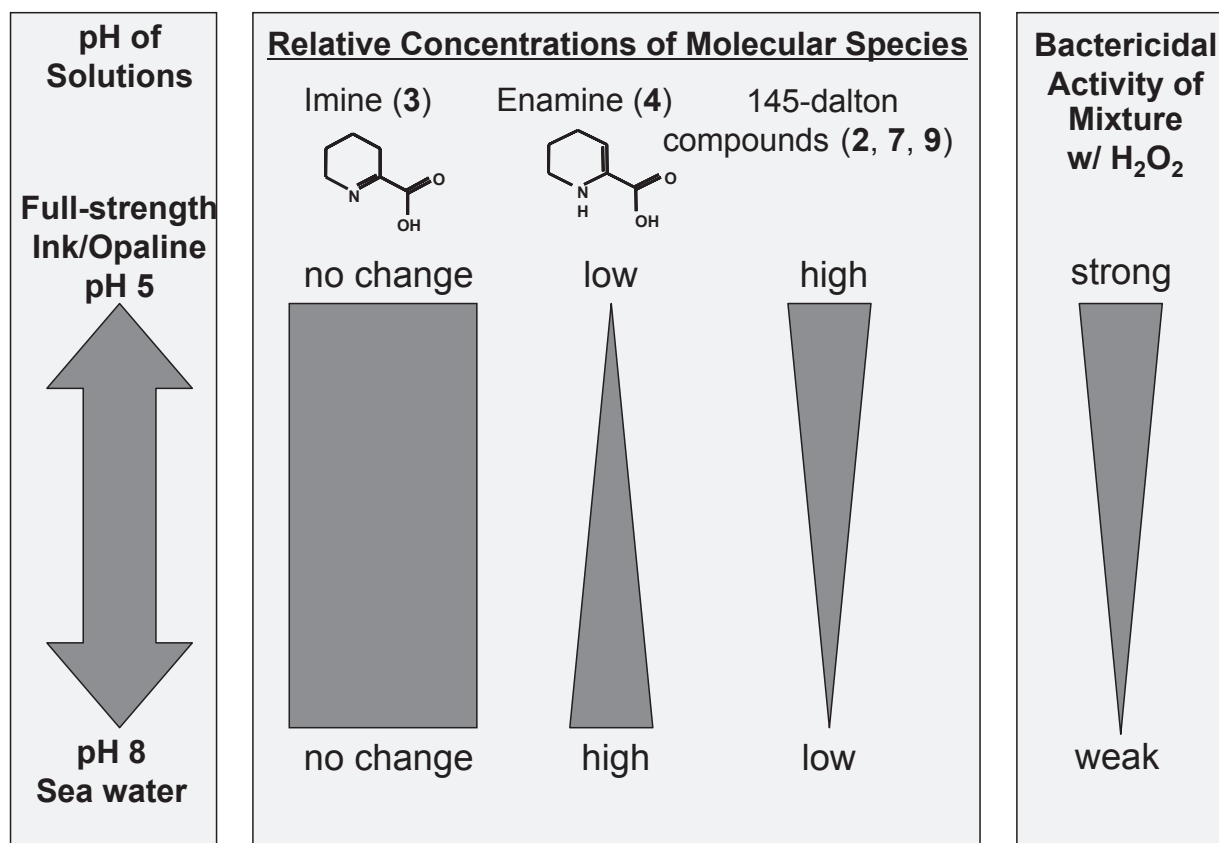 pH of
Solutions
Full-strength
Ink/Opaline
pH 5
pH 8
Sea water
Relative Concentrations of Molecular Species
Imine (3)
N
O
OH
no change
no change
Enamine (4)
N
H
O
OH
low
high
145-dalton
compounds (2, 7, 9)
high
low
Bactericidal
Activity of
Mixture
w/ H₂O₂
strong
weak